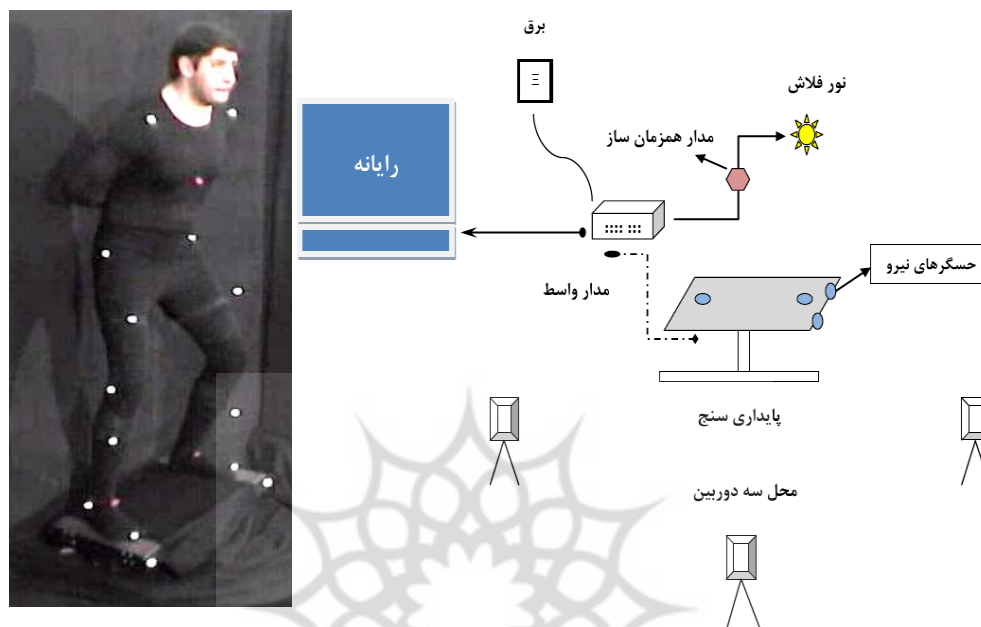 برق
نور فلاش
مدار همزمان ساز
رایانه
حسگرهای نیرو
مدار واسط
پایداری سنج
محل سه دوربین